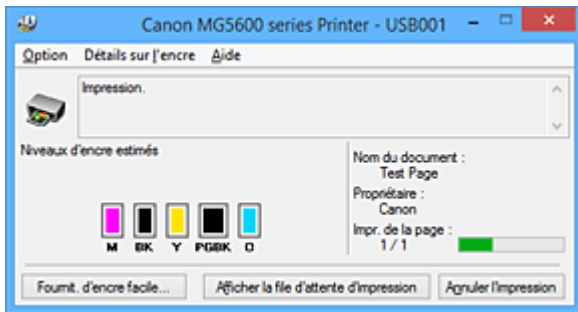 Canon MG5600 series Printer - USB001
Option Détails sur l'encre Aide
Impression.
Niveaux d'encre estimés
Nom du document :
Test Page
Propriétaire :
Canon
Impr. de la page :
1 / 1
M BK Y PGBK C
Fournit. d'encre facile... Afficher la file d'attente d'impression Annuler l'impression